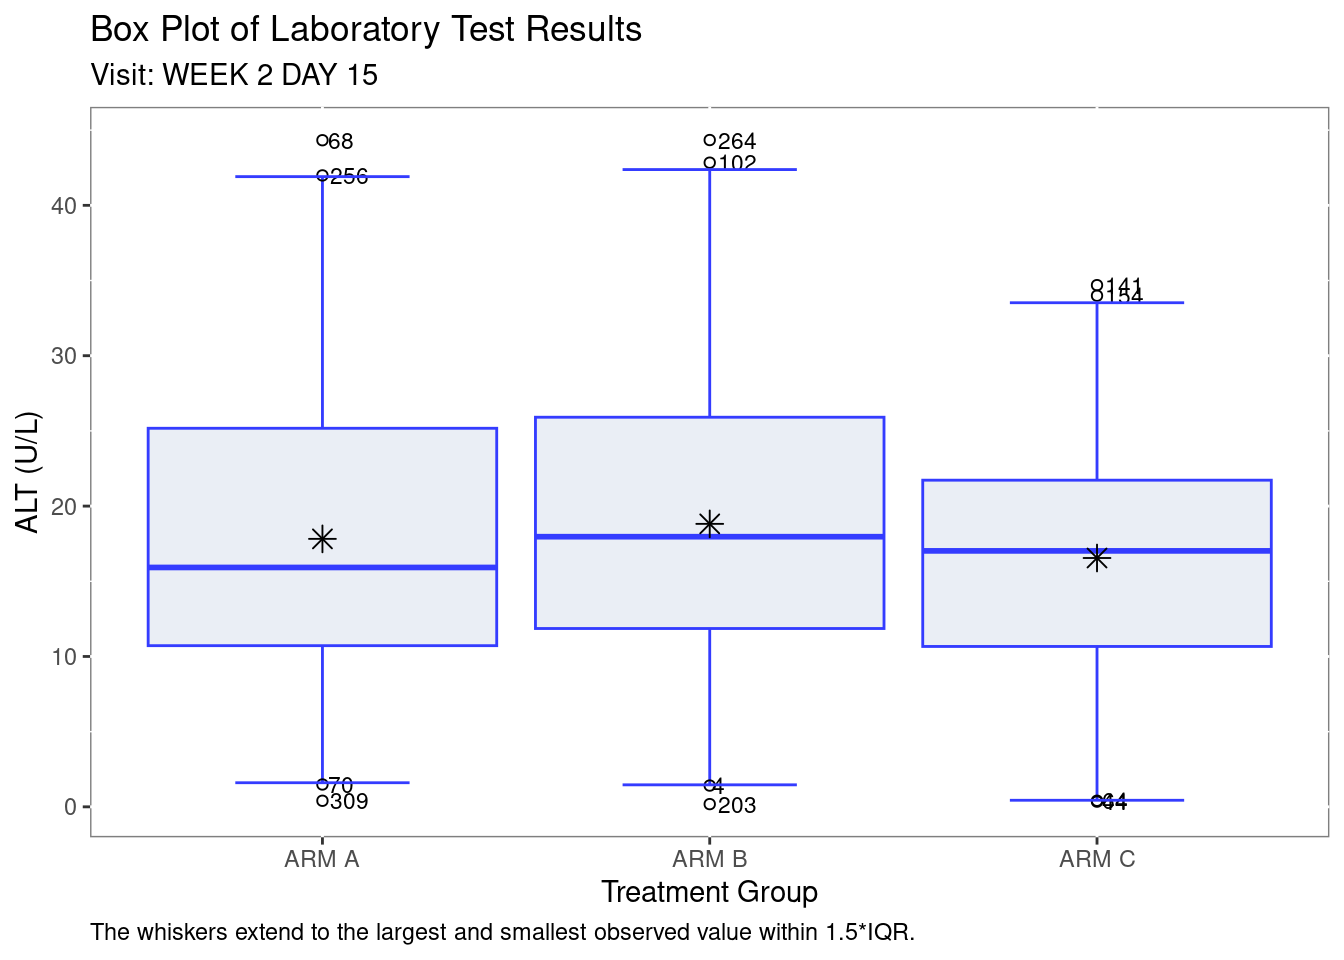 Box Plot of Laboratory Test Results
Visit: WEEK 2 DAY 15
68
264
102
256
40
141
154
30
ALT (U/L)
20
10
70
4
309
203
64
0
ARM A
ARM B
ARM C
Treatment Group
The whiskers extend to the largest and smallest observed value within 1.5*IQR.